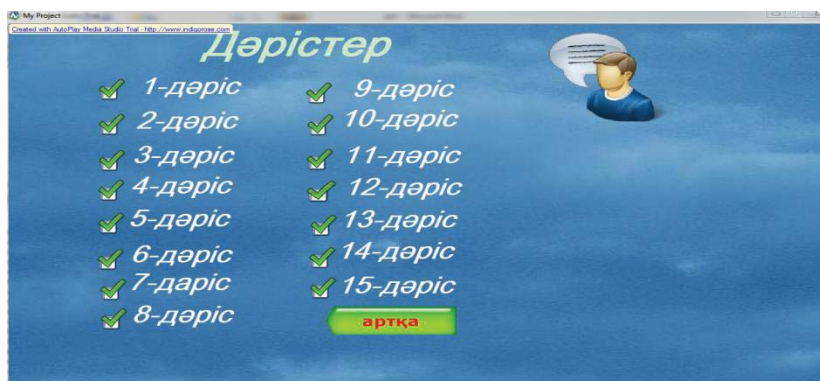 My Project
Created with AutoPlay Media Studio Trial - http://www.indigorose.com
Дәрістер
1-дәріс
2-дәріс
3-дәріс
4-дәріс
5-дәріс
6-дәріс
7-даріс
8-дәріс
9-дәріс
10-дәріс
11-дәріс
12-дәріс
13-дәріс
14-дәріс
15-дәріс
артқа